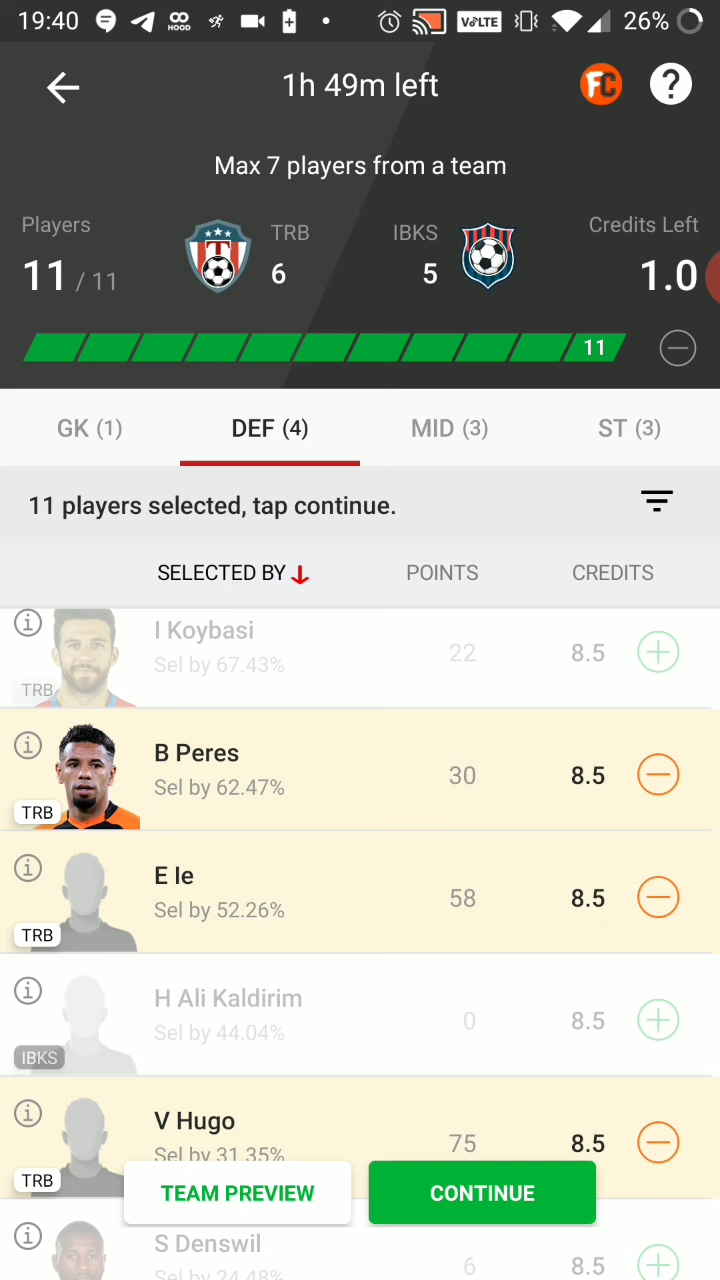 19:40 HOOD VoLTE 26%
1h 49m left FC ?
Max 7 players from a team
Players TRB IBKS Credits Left
11 / 11 6 5 1.0
T
11
GK (1) DEF (4) MID (3) ST (3)
11 players selected, tap continue.
SELECTED BY POINTS CREDITS
I Koybasi
Sel by 67.43% 22 8.5
TRB
B Peres
Sel by 62.47% 30 8.5
TRB
E Ie
Sel by 52.26% 58 8.5
TRB
H Ali Kaldirim
Sel by 44.04% 0 8.5
IBKS
V Hugo
Sel by 31.35% 75 8.5
TRB
TEAM PREVIEW CONTINUE
S Denswil
Sel by 24.48% 6 8.5